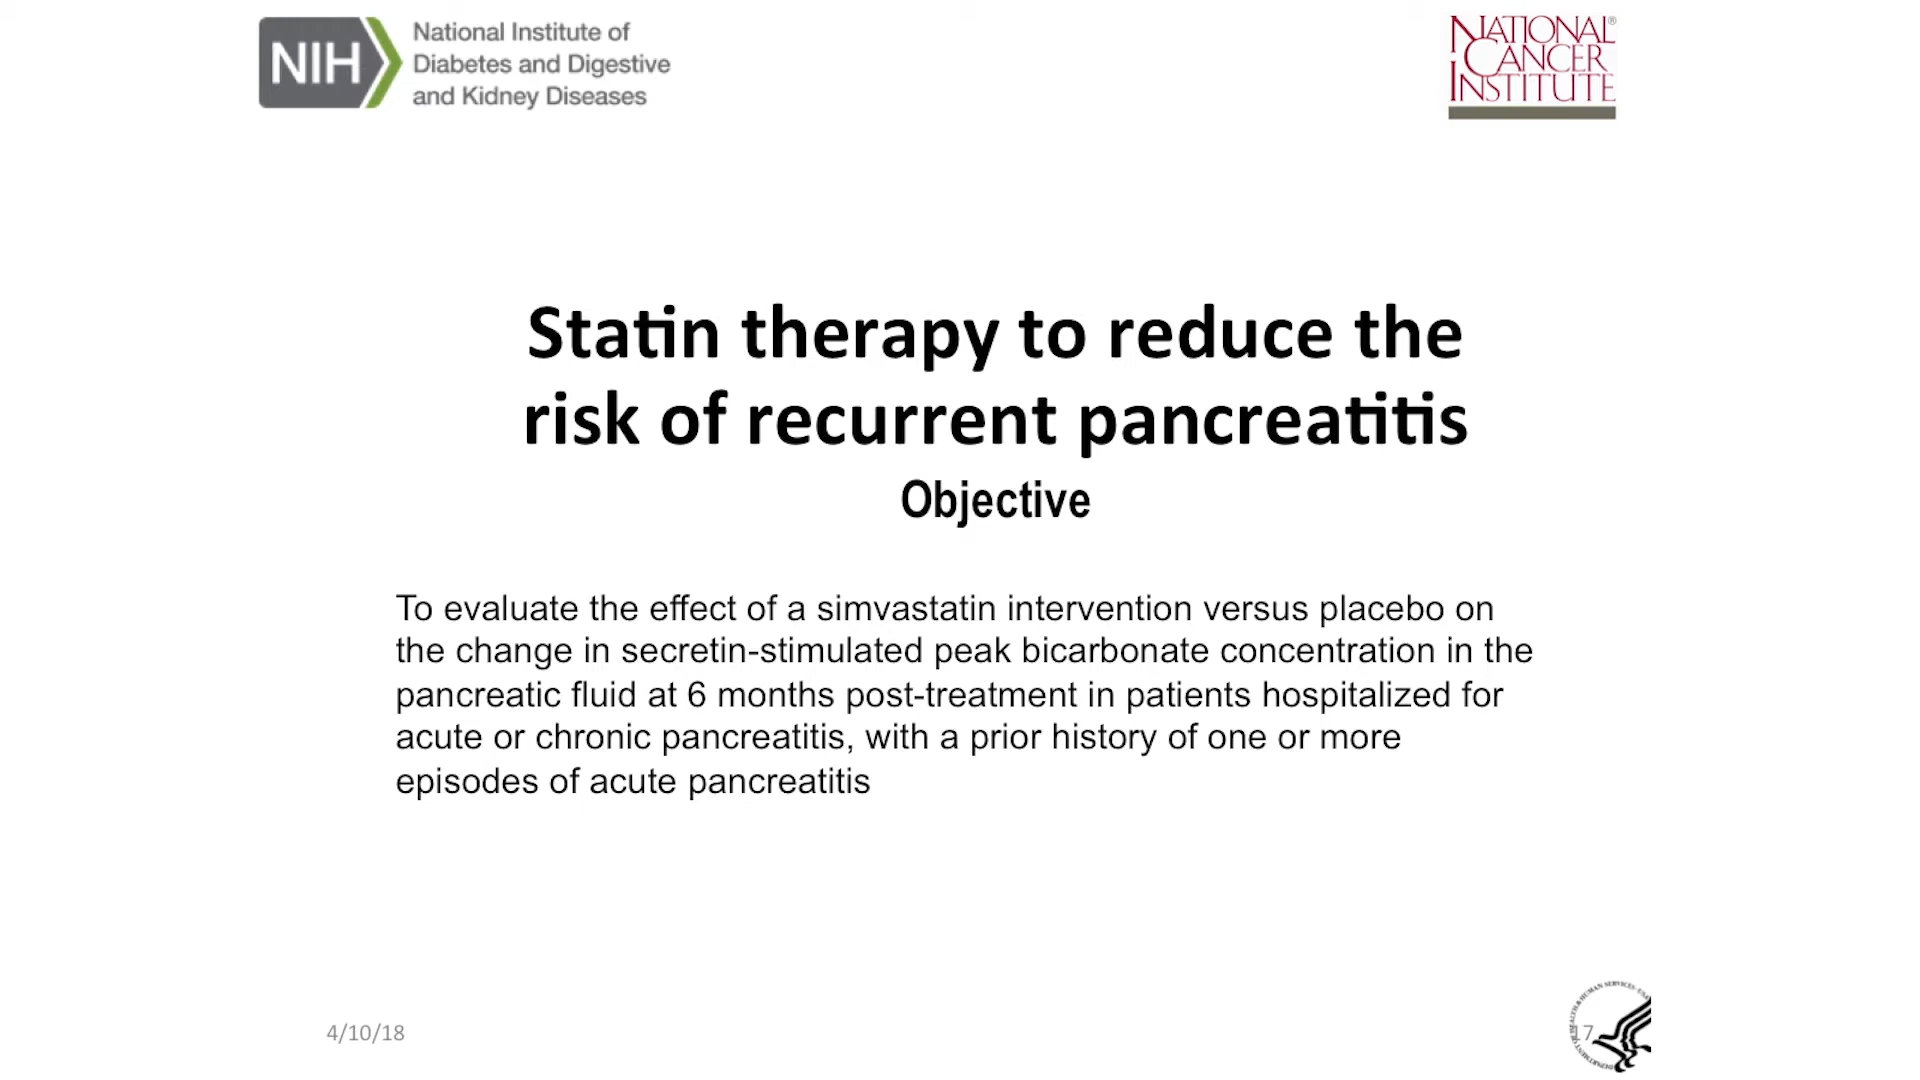 NIH
National Institute of
Diabetes and Digestive
and Kidney Diseases
NATIONAL®
CANCER
INSTITUTE
Statin therapy to reduce the
risk of recurrent pancreatitis
Objective
To evaluate the effect of a simvastatin intervention versus placebo on
the change in secretin-stimulated peak bicarbonate concentration in the
pancreatic fluid at 6 months post-treatment in patients hospitalized for
acute or chronic pancreatitis, with a prior history of one or more
episodes of acute pancreatitis
4/10/18
17